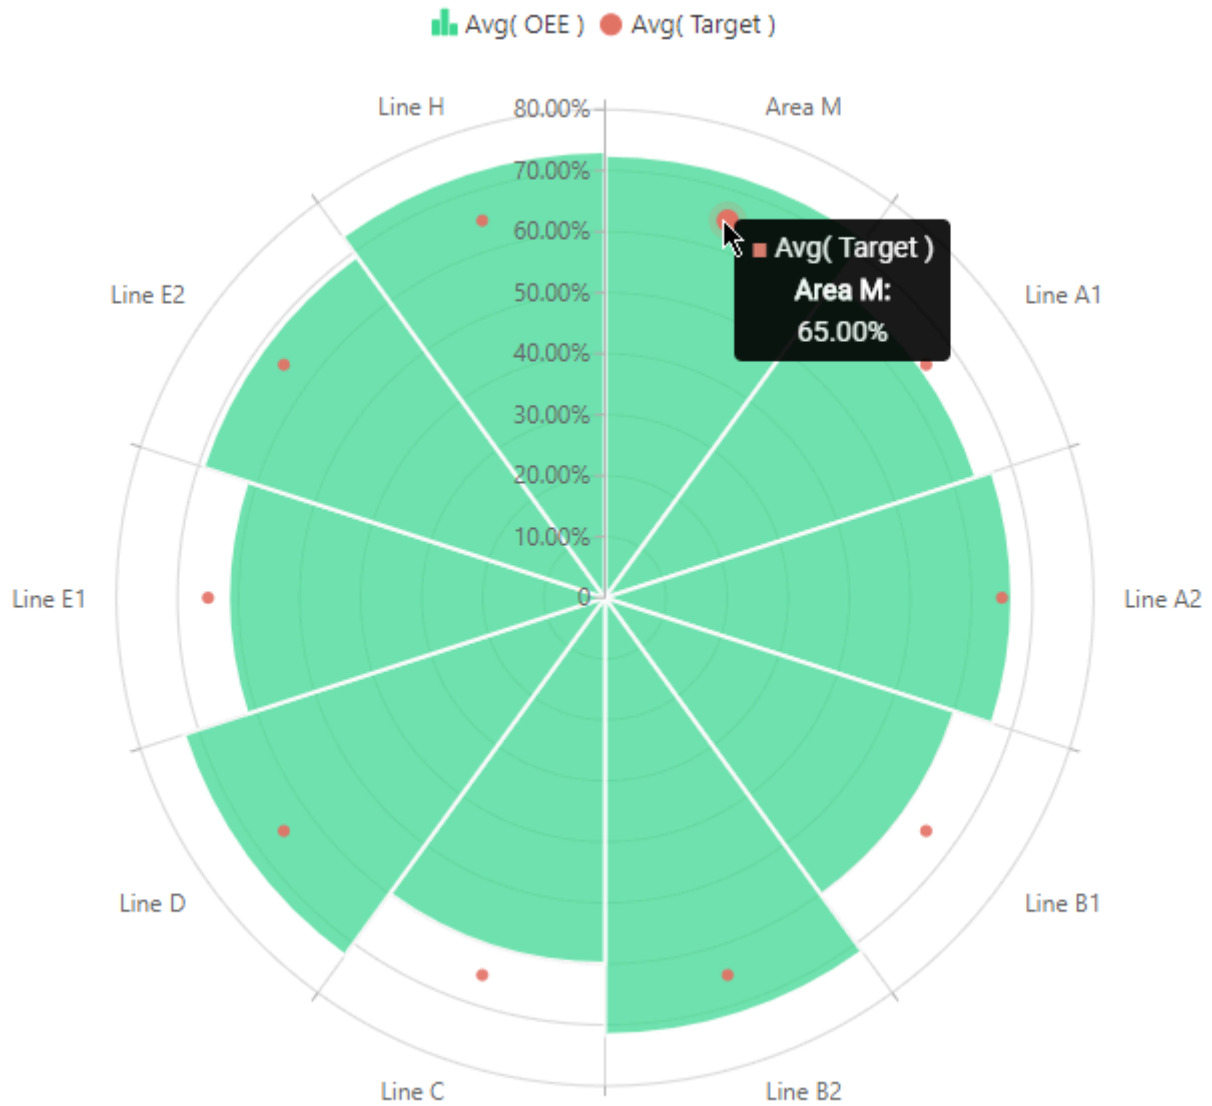 Avg( OEE ) Avg( Target )
Line H
80.00%
Area M
70.00%
60.00%
Avg( Target )
Area M:
65.00%
Line E2
50.00%
Line A1
40.00%
30.00%
20.00%
10.00%
Line E1
0
Line A2
Line D
Line B1
Line C
Line B2